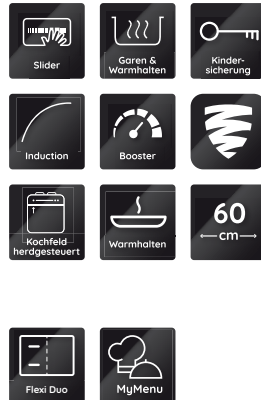 Slider
Garen &
Warmhalten
Kinder-
sicherung
Induction
Booster
Kochfeld
herdgesteuert
Warmhalten
60
cm
Flexi Duo
MyMenu